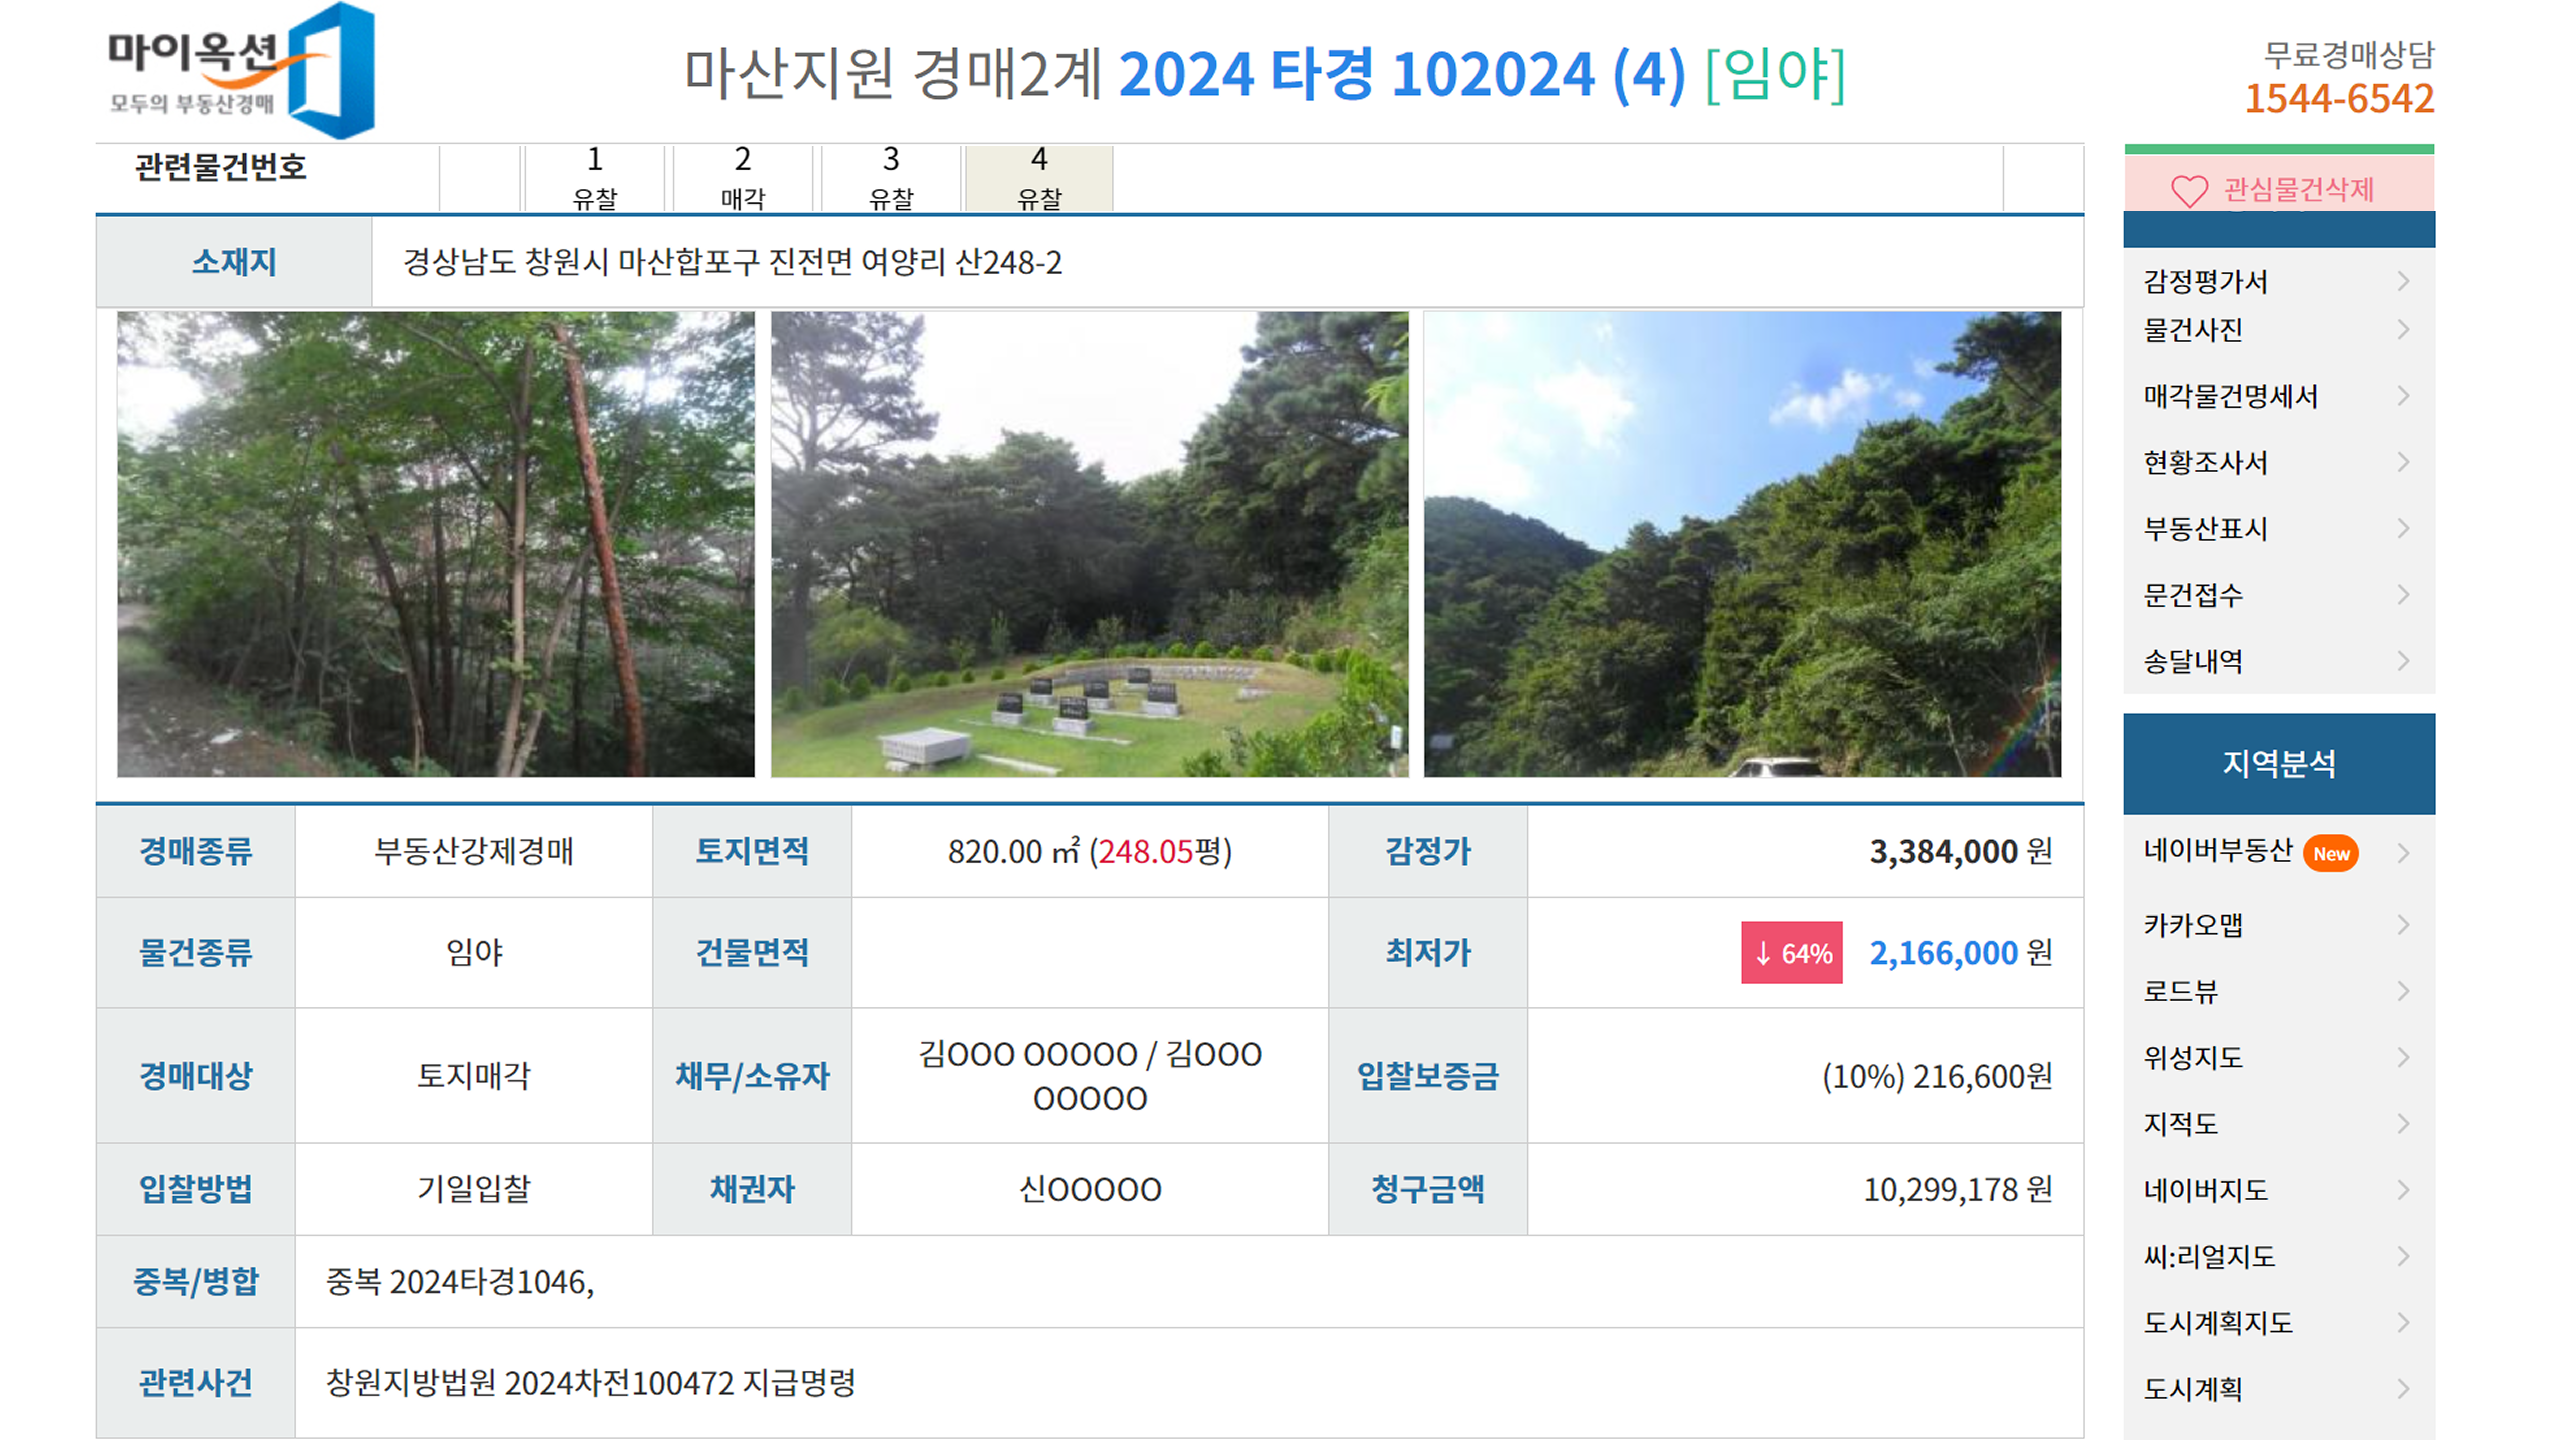 마이옥션
모두의 부동산경매
마산지원 경매2계 2024 타경 102024 (4) [임야]
무료경매상담
1544-6542
관련물건번호
1
유찰
2
매각
3
유찰
4
유찰
관심물건삭제
소재지 경상남도 창원시 마산합포구 진전면 여양리 산248-2
감정평가서
물건사진
매각물건명세서
현황조사서
부동산표시
문건접수
송달내역
경매종류 부동산강제경매 토지면적 820.00 ㎡ (248.05평) 감정가 3,384,000 원
물건종류 임야 건물면적 최저가 ↓ 64% 2,166,000 원
경매대상 토지매각 채무/소유자 김OOO OOOOO / 김OOO
OOOOO
입찰보증금 (10%) 216,600원
입찰방법 기일입찰 채권자 신OOOOO 청구금액 10,299,178 원
중복/병합 중복 2024타경1046,
관련사건 창원지방법원 2024차전100472 지급명령
지역분석
네이버부동산 New
카카오맵
로드뷰
위성지도
지적도
네이버지도
씨:리얼지도
도시계획지도
도시계획